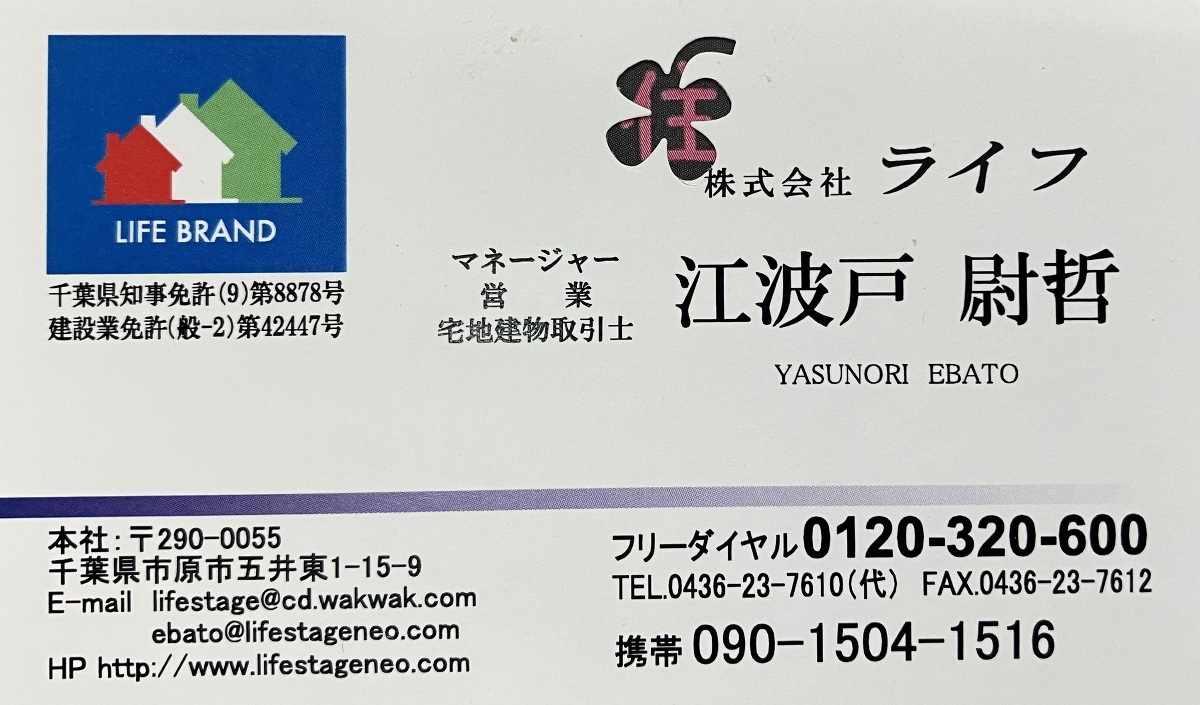 LIFE BRAND
千葉県知事免許(9)第8878号
建設業免許(般-2)第42447号
住
株式会社 ライフ
マネージャー
営 業
宅地建物取引士
江波戸 尉哲
YASUNORI EBATO
本社:〒290-0055
千葉県市原市五井東1-15-9
E-mail lifestage@cd.wakwak.com
ebato@lifestageneo.com
HP http://www.lifestageneo.com
フリーダイヤル0120-320-600
TEL.0436-23-7610(代) FAX.0436-23-7612
携帯 090-1504-1516